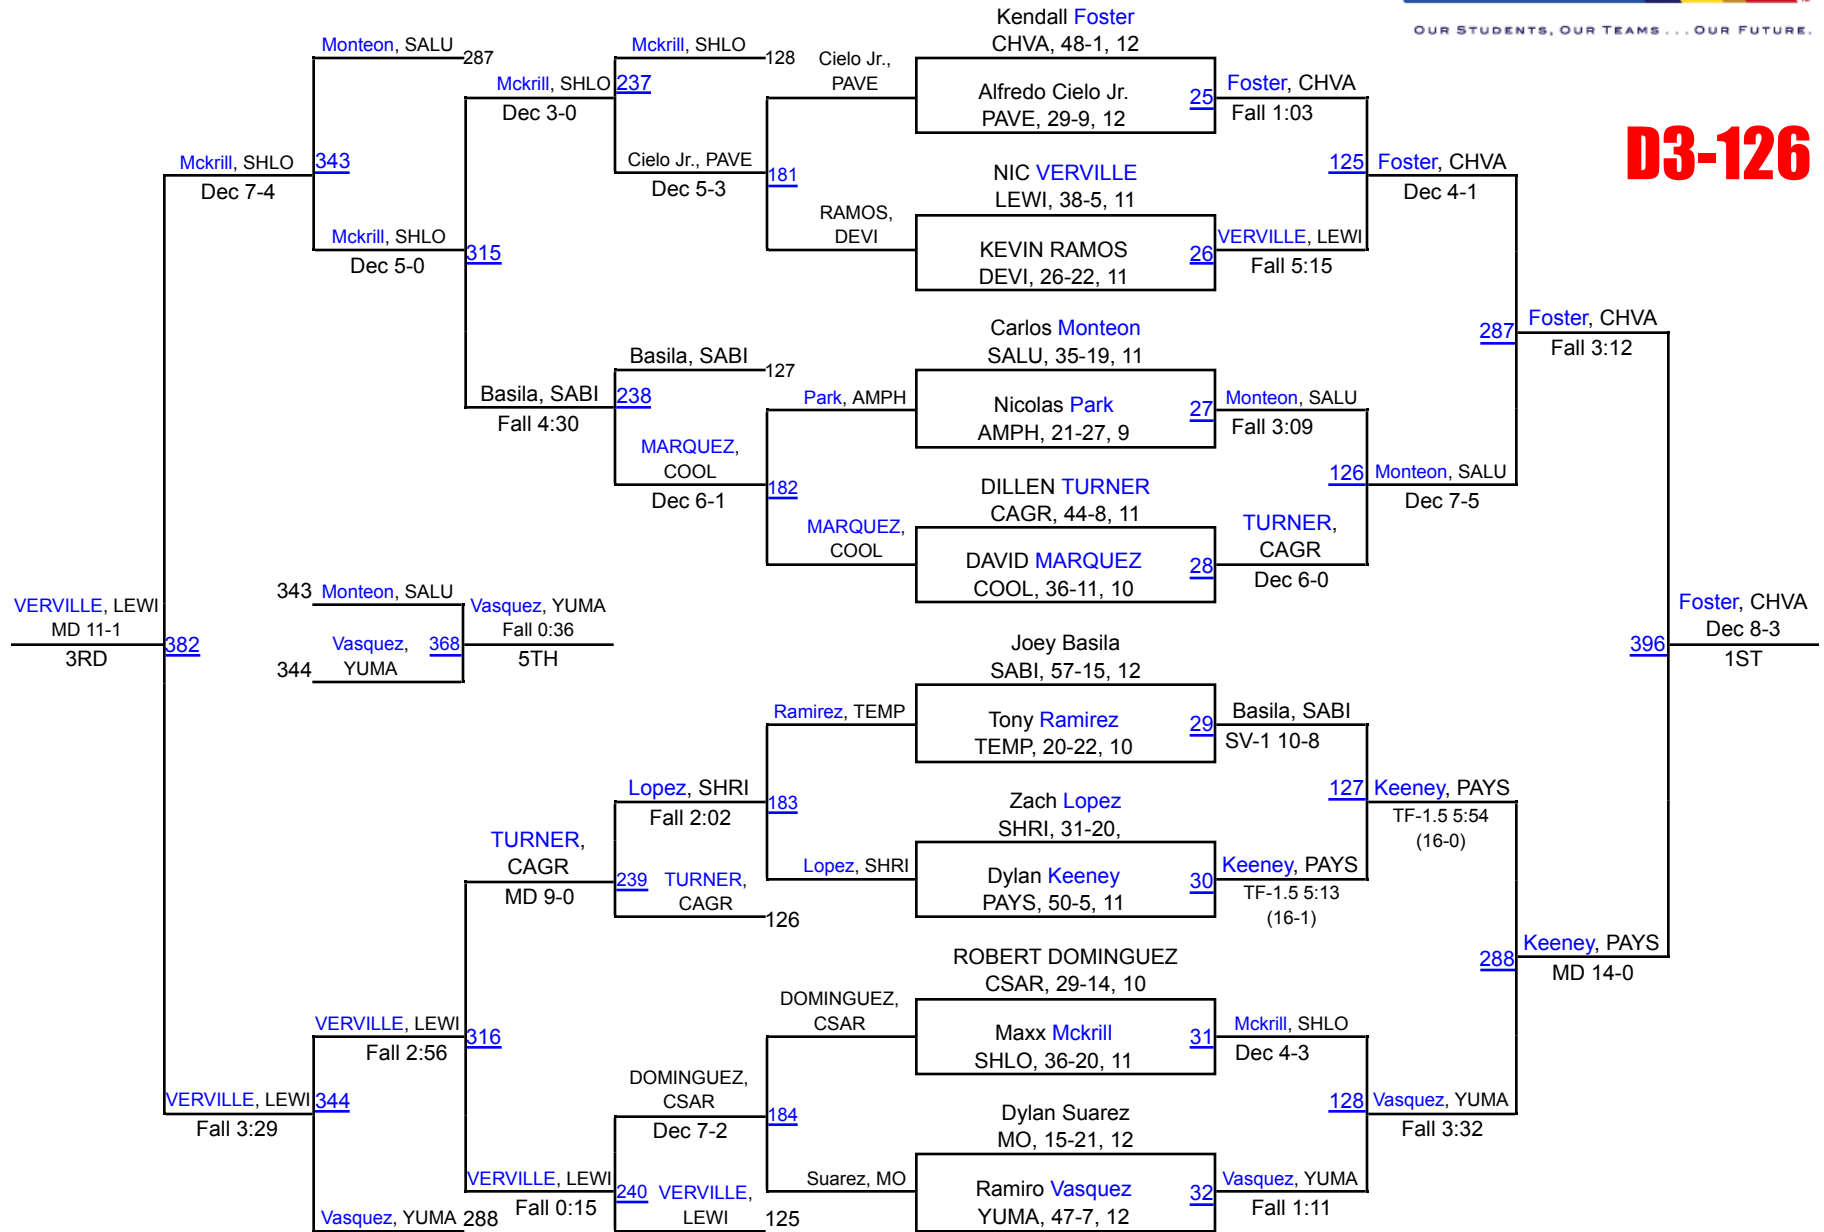 OUR STUDENTS, OUR TEAMS . . . OUR FUTURE.
D3-126
Monteon, SALU
287
Mckrill, SHLO
128
Mckrill, SHLO
237
Dec 3-0
Cielo Jr., PAVE
Dec 5-3
Cielo Jr.,
PAVE
181
RAMOS,
DEVI
Mckrill, SHLO
343
Dec 7-4
Mckrill, SHLO
Dec 5-0
315
Basila, SABI
127
Basila, SABI
238
Fall 4:30
MARQUEZ,
COOL
Dec 6-1
Park, AMPH
182
MARQUEZ,
COOL
VERVILLE, LEWI
MD 11-1
3RD
382
343
Monteon, SALU
Vasquez,
YUMA
344
368
Vasquez, YUMA
Fall 0:36
5TH
Ramirez, TEMP
Lopez, SHRI
183
Fall 2:02
Lopez, SHRI
TURNER,
CAGR
MD 9-0
239
TURNER,
CAGR
126
VERVILLE, LEWI
316
Fall 2:56
VERVILLE, LEWI
344
Fall 3:29
DOMINGUEZ,
CSAR
DOMINGUEZ,
CSAR
Dec 7-2
184
Suarez, MO
VERVILLE, LEWI
Fall 0:15
240
VERVILLE,
LEWI
125
Vasquez, YUMA
288
Kendall Foster
CHVA, 48-1, 12
Alfredo Cielo Jr.
PAVE, 29-9, 12
25
Foster, CHVA
Fall 1:03
NIC VERVILLE
LEWI, 38-5, 11
KEVIN RAMOS
DEVI, 26-22, 11
26
VERVILLE, LEWI
Fall 5:15
125
Foster, CHVA
Dec 4-1
Carlos Monteon
SALU, 35-19, 11
Nicolas Park
AMPH, 21-27, 9
27
Monteon, SALU
Fall 3:09
DILLEN TURNER
CAGR, 44-8, 11
DAVID MARQUEZ
COOL, 36-11, 10
28
TURNER,
CAGR
Dec 6-0
126
Monteon, SALU
Dec 7-5
287
Foster, CHVA
Fall 3:12
Joey Basila
SABI, 57-15, 12
Tony Ramirez
TEMP, 20-22, 10
29
Basila, SABI
SV-1 10-8
Zach Lopez
SHRI, 31-20,
Dylan Keeney
PAYS, 50-5, 11
30
Keeney, PAYS
TF-1.5 5:13
(16-1)
127
Keeney, PAYS
TF-1.5 5:54
(16-0)
ROBERT DOMINGUEZ
CSAR, 29-14, 10
Maxx Mckrill
SHLO, 36-20, 11
31
Mckrill, SHLO
Dec 4-3
Dylan Suarez
MO, 15-21, 12
Ramiro Vasquez
YUMA, 47-7, 12
32
Vasquez, YUMA
Fall 1:11
128
Vasquez, YUMA
Fall 3:32
288
Keeney, PAYS
MD 14-0
396
Foster, CHVA
Dec 8-3
1ST